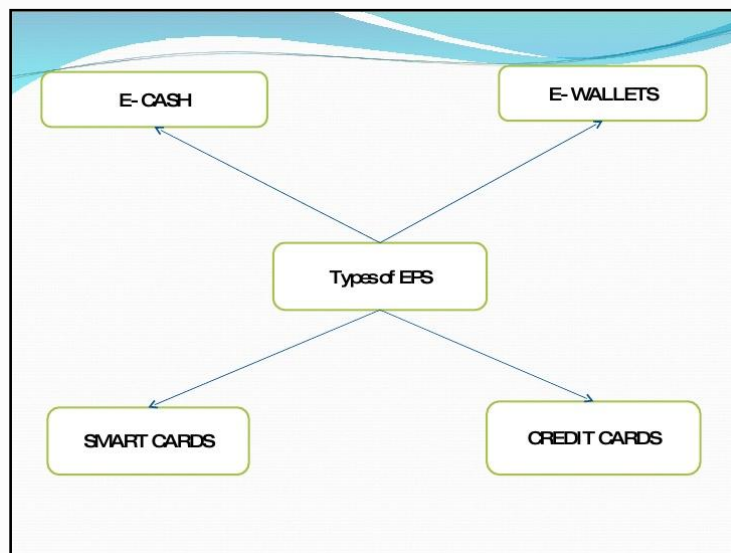 E- CASH
E- WALLETS
Types of EPS
SMART CARDS
CREDIT CARDS